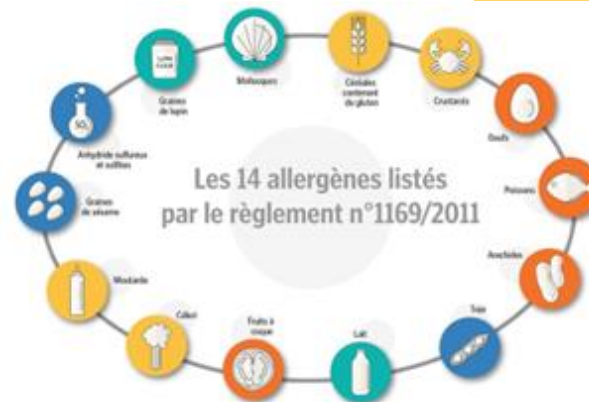 Les 14 allergènes listés
par le règlement n°1169/2011
Mollusques
Céréales
contenant
du gluten
Crustacés
Oeufs
Poissons
Arachides
Soja
Lait
Fruits à
coque
Céleri
Moutarde
Graines
de sésame
Anhydride sulfureux
et sulfites
SO₂
Graines
de lupin